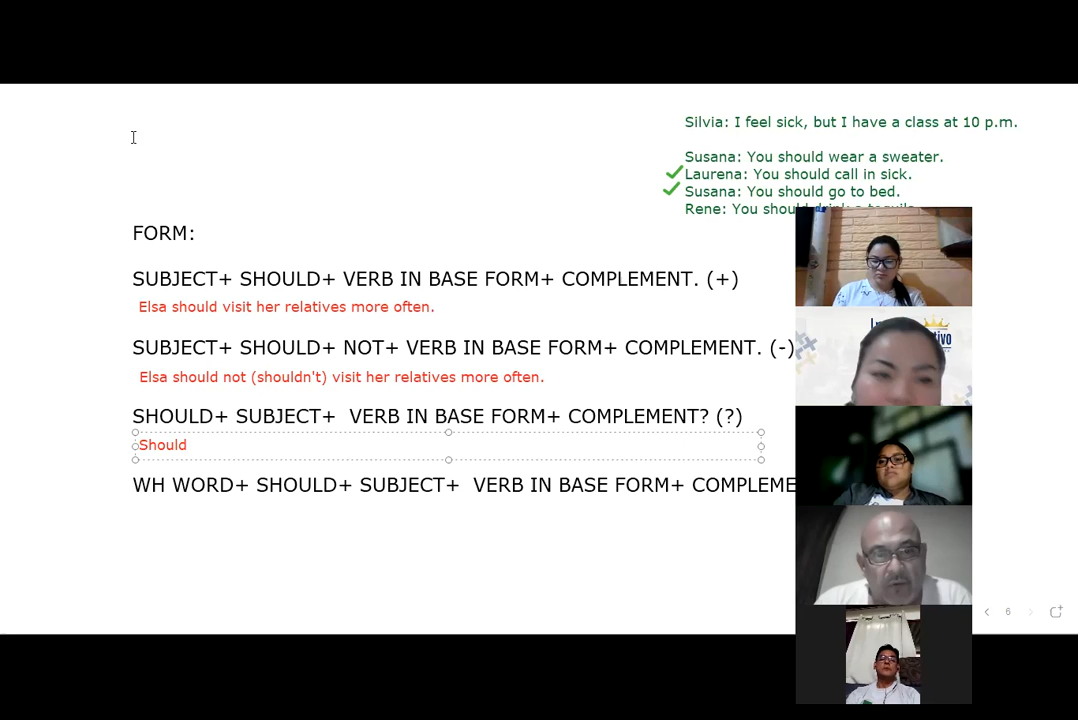 Silvia: I feel sick, but I have a class at 10 p.m.
Susana: You should wear a sweater.
Laurena: You should call in sick.
Susana: You should go to bed.
Rene: You should drink a tequila
FORM:
SUBJECT+ SHOULD+ VERB IN BASE FORM+ COMPLEMENT. (+)
Elsa should visit her relatives more often.
SUBJECT+ SHOULD+ NOT+ VERB IN BASE FORM+ COMPLEMENT. (-)
Elsa should not (shouldn't) visit her relatives more often.
SHOULD+ SUBJECT+ VERB IN BASE FORM+ COMPLEMENT? (?)
Should
WH WORD+ SHOULD+ SUBJECT+ VERB IN BASE FORM+ COMPLEME
6